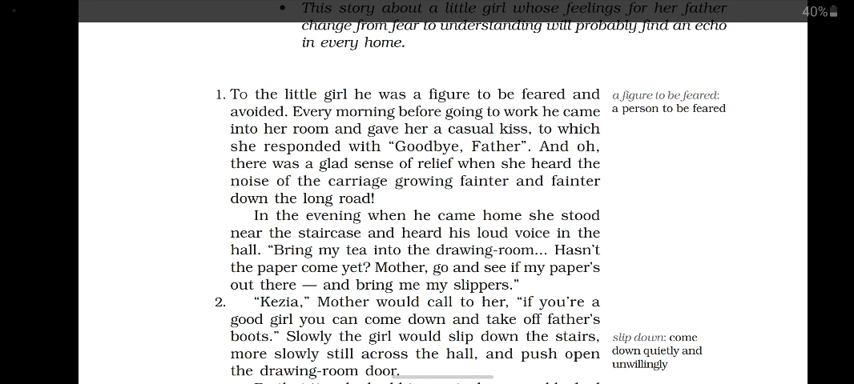 40%
• This story about a little girl whose feelings for her father
change from fear to understanding will probably find an echo
in every home.
1. To the little girl he was a figure to be feared and
avoided. Every morning before going to work he came
into her room and gave her a casual kiss, to which
she responded with “Goodbye, Father”. And oh,
there was a glad sense of relief when she heard the
noise of the carriage growing fainter and fainter
down the long road!
a figure to be feared:
a person to be feared
In the evening when he came home she stood
near the staircase and heard his loud voice in the
hall. “Bring my tea into the drawing-room... Hasn’t
the paper come yet? Mother, go and see if my paper’s
out there — and bring me my slippers.”
2. “Kezia,” Mother would call to her, “if you’re a
good girl you can come down and take off father’s
boots.” Slowly the girl would slip down the stairs,
more slowly still across the hall, and push open
the drawing-room door.
slip down: come
down quietly and
unwillingly